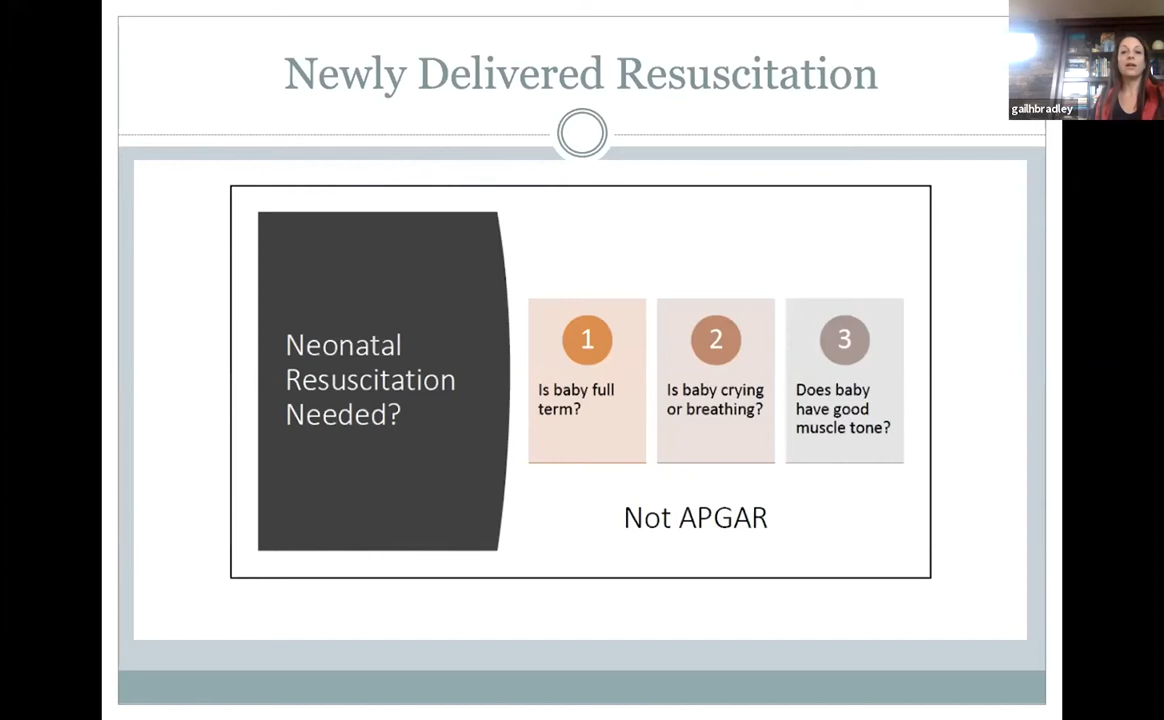 Newly Delivered Resuscitation
gailhbradley
Neonatal
Resuscitation
Needed?
1
Is baby full
term?
2
Is baby crying
or breathing?
3
Does baby
have good
muscle tone?
Not APGAR